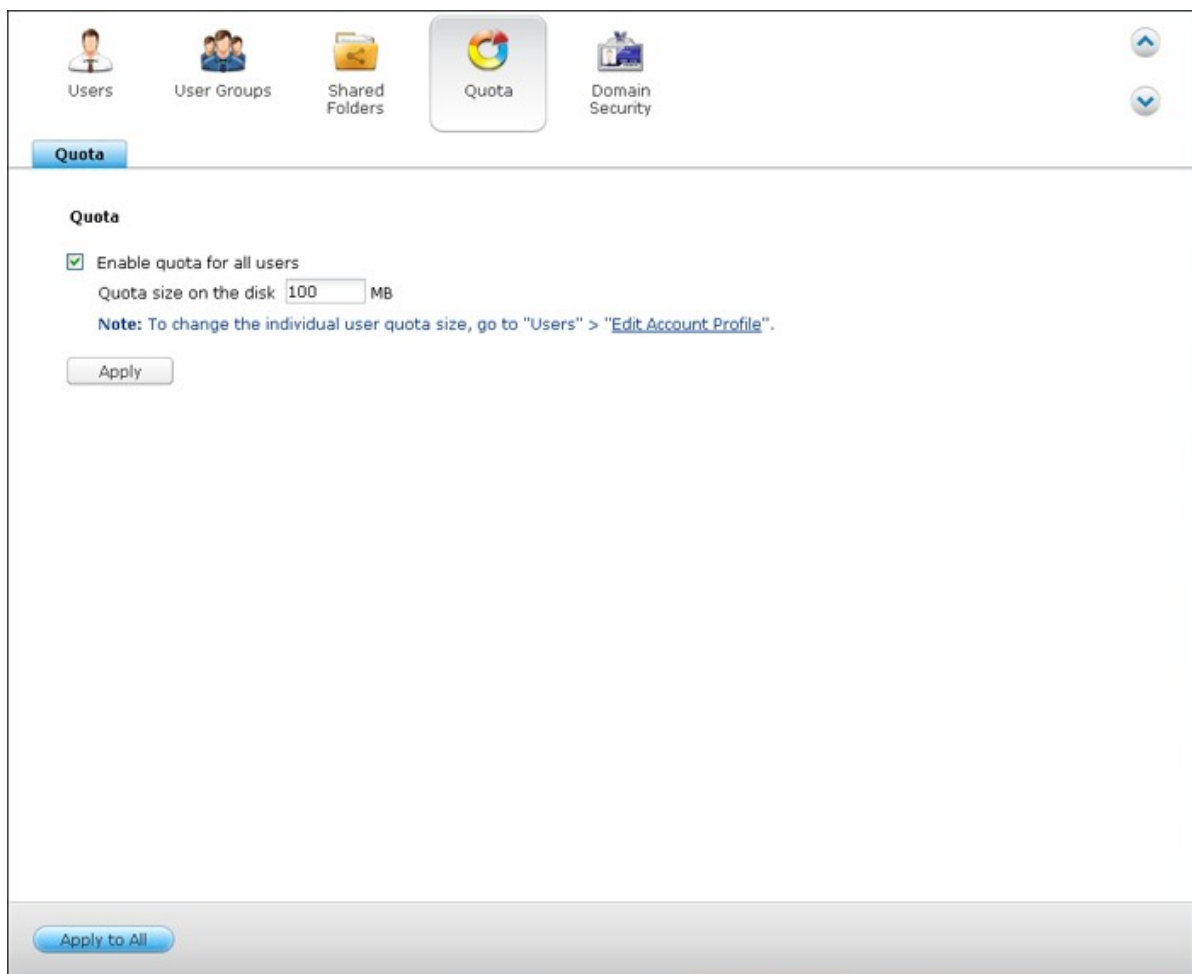 Users
User Groups
Shared
Folders
Quota
Domain
Security
Quota
Quota
Enable quota for all users
Quota size on the disk 100 MB
Note: To change the individual user quota size, go to "Users" > "Edit Account Profile".
Apply
Apply to All